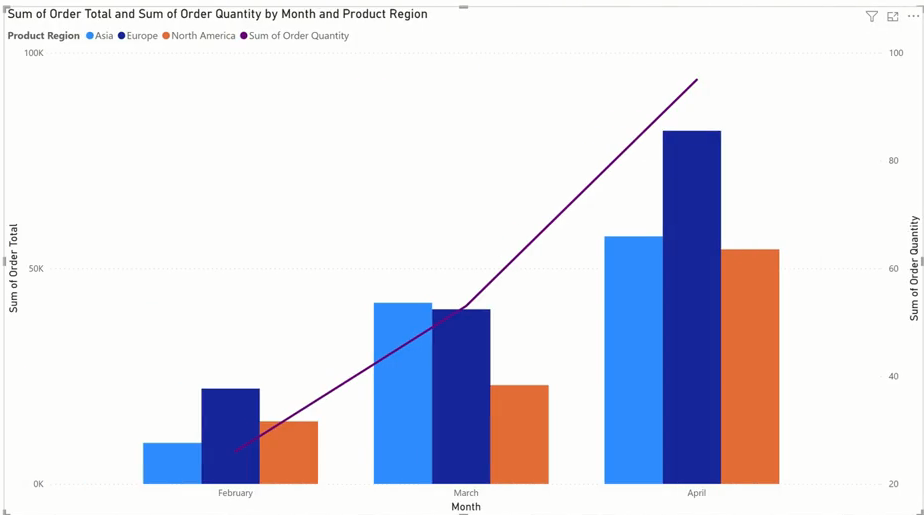 Sum of Order Total and Sum of Order Quantity by Month and Product Region
Product Region Asia Europe North America Sum of Order Quantity
100K
50K
0K
Sum of Order Total
100
80
60
40
20
Sum of Order Quantity
February March April
Month